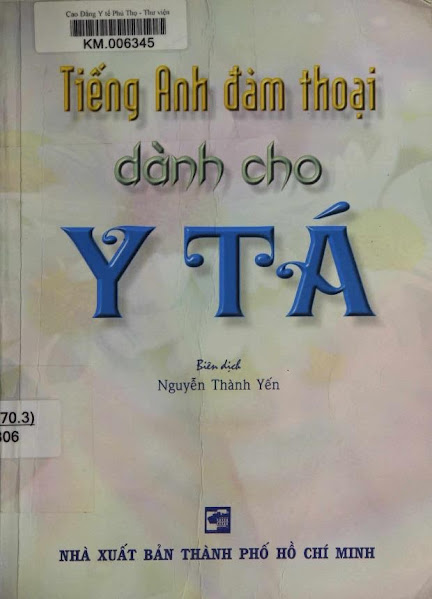 Cao Đẳng Y tế Phú Thọ - Thư viện
KM.006345
Tiếng Anh đàm thoại
dành cho
Y TÁ
Biên dịch
Nguyễn Thành Yến
70.3)
306
NHÀ XUẤT BẢN THÀNH PHỐ HỒ CHÍ MINH